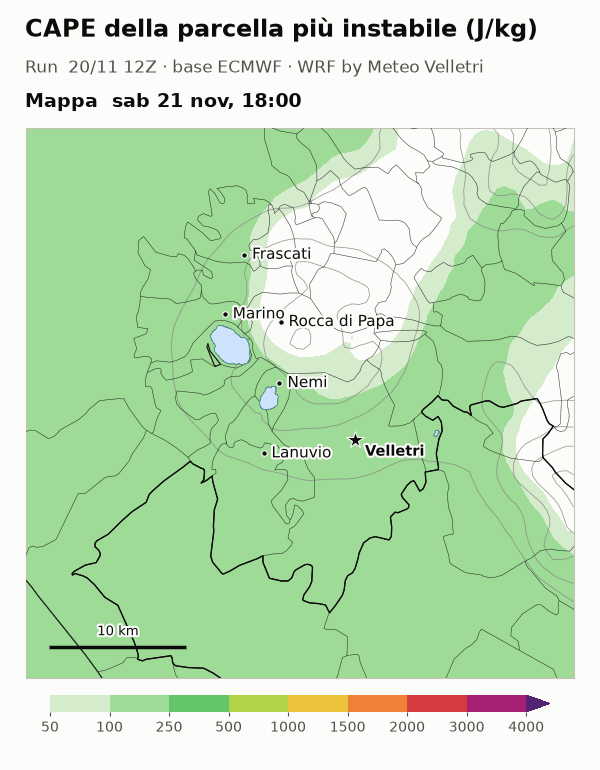 CAPE della parcella più instabile (J/kg)
Run  20/11 12Z · base ECMWF · WRF by Meteo Velletri
Mappa  sab 21 nov, 18:00
Frascati
Marino
Rocca di Papa
Nemi
Velletri
Lanuvio
10 km
50 100 250 500 1000 1500 2000 3000 4000